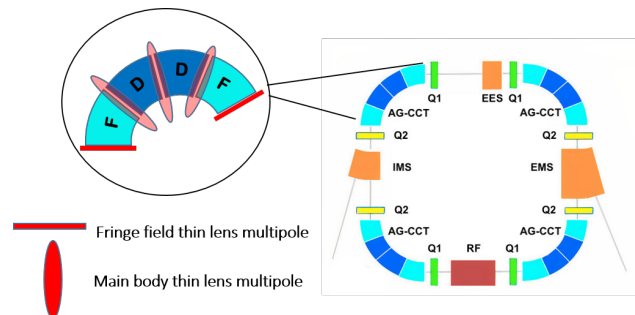 F
D
D
F
Fringe field thin lens multipole
Main body thin lens multipole
Q1
EES
Q1
AG-CCT
AG-CCT
Q2
Q2
IMS
EMS
Q2
Q2
AG-CCT
AG-CCT
Q1
RF
Q1